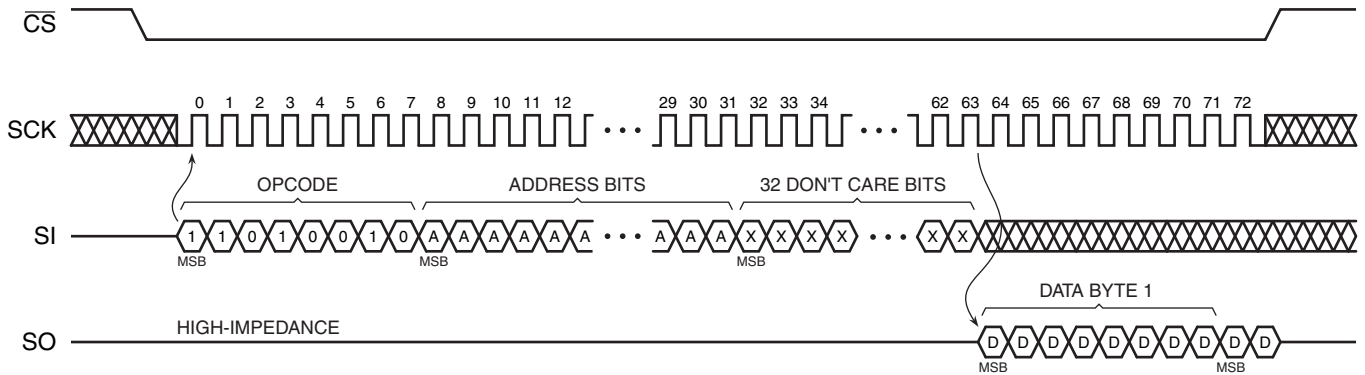 CS
0 1 2 3 4 5 6 7 8 9 10 11 12 29 30 31 32 33 34 62 63 64 65 66 67 68 69 70 71 72
SCK
OPCODE ADDRESS BITS 32 DON'T CARE BITS
SI 1 1 0 1 0 0 1 0 A A A A A A A A A X X X X X X
MSB MSB MSB
DATA BYTE 1
HIGH-IMPEDANCE
SO D D D D D D D D D D
MSB MSB